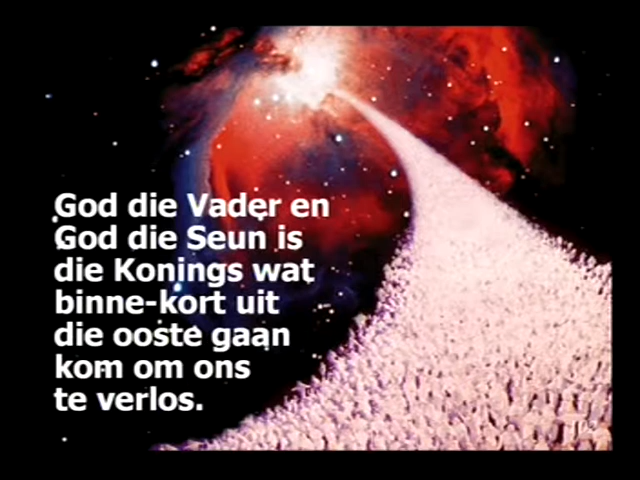 God die Vader en
God die Seun is
die Konings wat
binne-kort uit
die ooste gaan
kom om ons
te verlos.